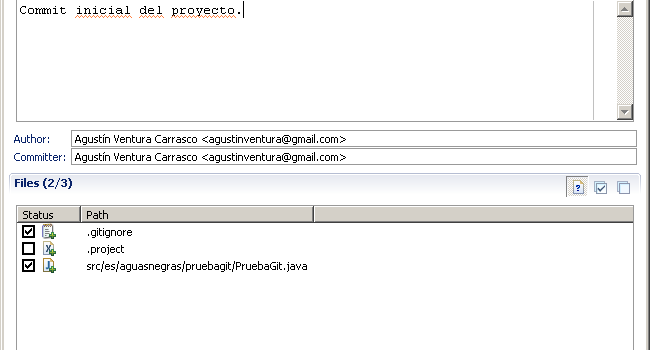 Commit inicial del proyecto.
Author: Agustín Ventura Carrasco <agustinventura@gmail.com>
Committer: Agustín Ventura Carrasco <agustinventura@gmail.com>
Files (2/3)
Status Path
.gitignore
.project
src/es/aguasnegras/pruebagit/PruebaGit.java